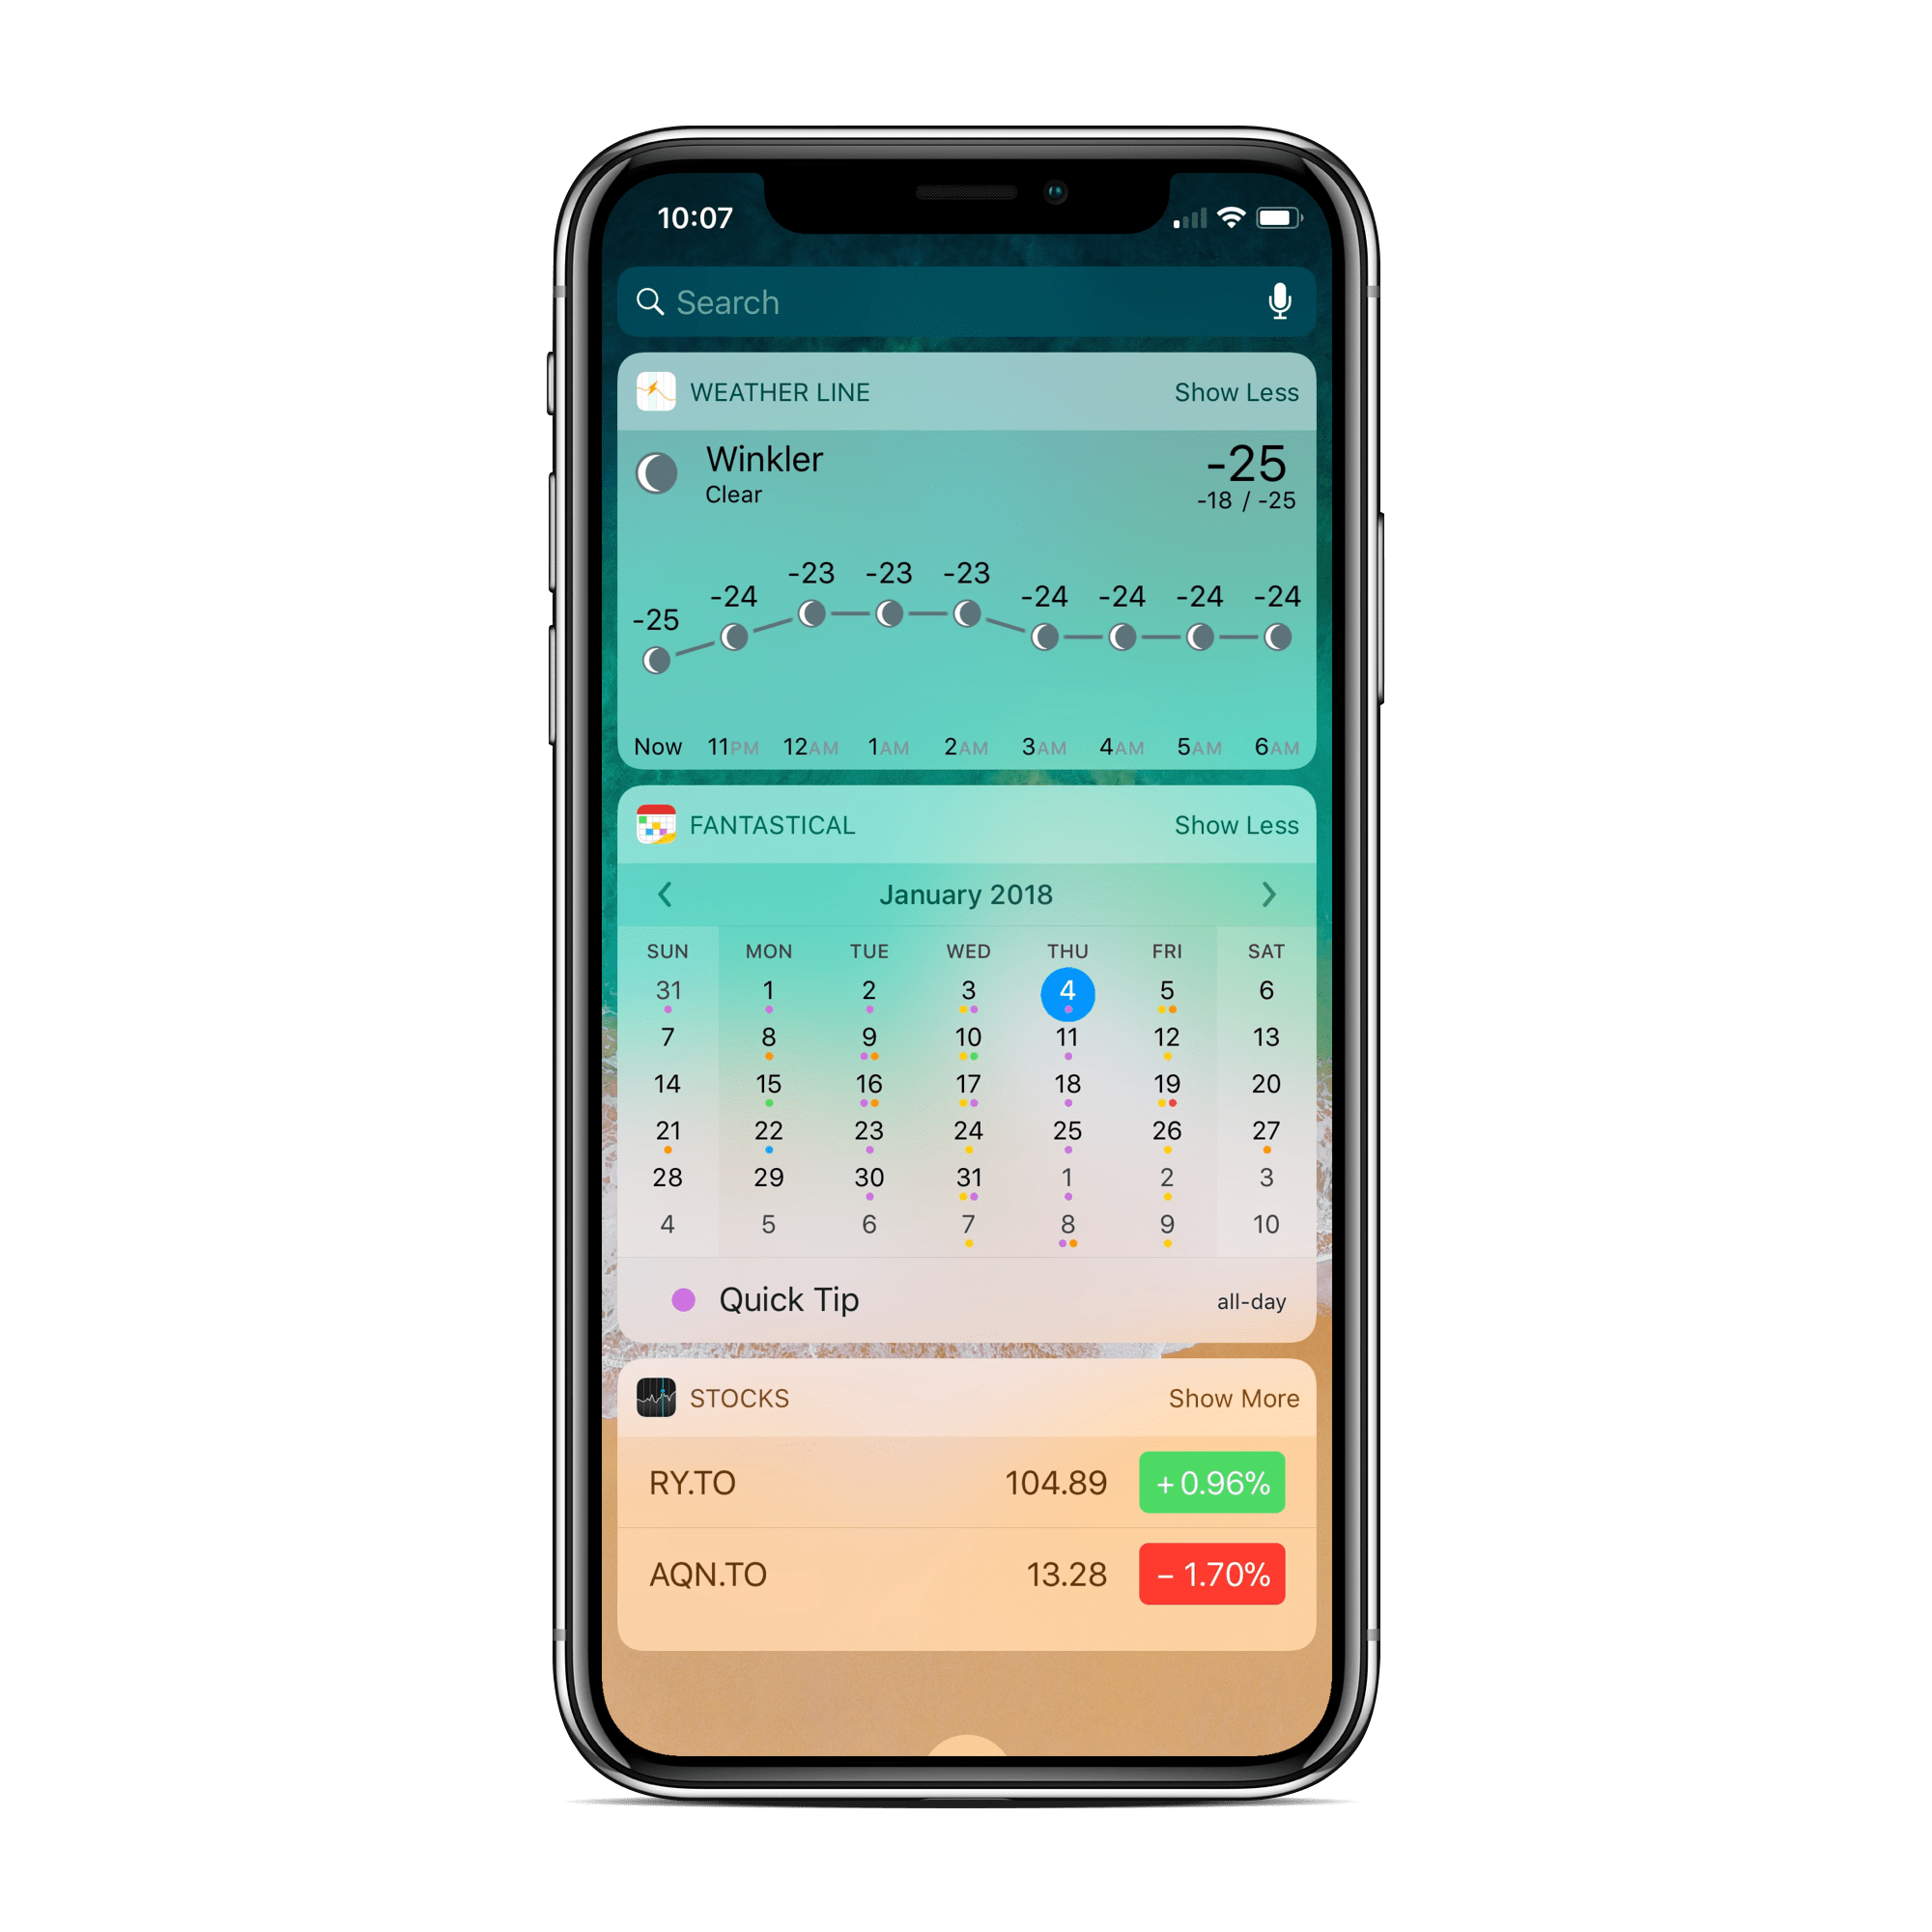 10:07
Search
WEATHER LINE Show Less
Winkler -25
Clear -18 / -25
-25 -24 -23 -23 -23 -24 -24 -24 -24
Now 11PM 12AM 1AM 2AM 3AM 4AM 5AM 6AM
FANTASTICAL Show Less
January 2018
SUN MON TUE WED THU FRI SAT
31 1 2 3 4 5 6
7 8 9 10 11 12 13
14 15 16 17 18 19 20
21 22 23 24 25 26 27
28 29 30 31 1 2 3
4 5 6 7 8 9 10
Quick Tip all-day
STOCKS Show More
RY.TO 104.89 +0.96%
AQN.TO 13.28 −1.70%